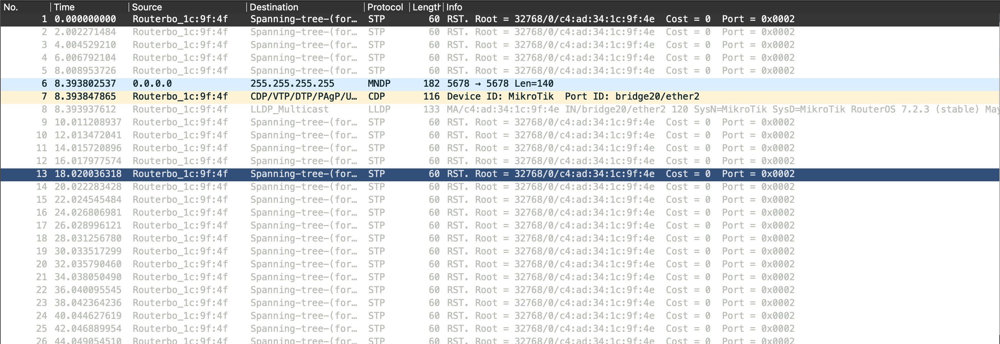 No. Time Source Destination Protocol Length Info
1 0.000000000 Routerbo_1c:9f:4f Spanning-tree-(for… STP 60 RST. Root = 32768/0/c4:ad:34:1c:9f:4e Cost = 0 Port = 0x0002
2 2.002271484 Routerbo_1c:9f:4f Spanning-tree-(for… STP 60 RST. Root = 32768/0/c4:ad:34:1c:9f:4e Cost = 0 Port = 0x0002
3 4.004529210 Routerbo_1c:9f:4f Spanning-tree-(for… STP 60 RST. Root = 32768/0/c4:ad:34:1c:9f:4e Cost = 0 Port = 0x0002
4 6.006792104 Routerbo_1c:9f:4f Spanning-tree-(for… STP 60 RST. Root = 32768/0/c4:ad:34:1c:9f:4e Cost = 0 Port = 0x0002
5 8.008953726 Routerbo_1c:9f:4f Spanning-tree-(for… STP 60 RST. Root = 32768/0/c4:ad:34:1c:9f:4e Cost = 0 Port = 0x0002
6 8.393802537 0.0.0.0 255.255.255.255 MNDP 182 5678 → 5678 Len=140
7 8.393847865 Routerbo_1c:9f:4f CDP/VTP/DTP/PAgP/U… CDP 116 Device ID: MikroTik Port ID: bridge20/ether2
8 8.393937612 Routerbo_1c:9f:4f LLDP_Multicast LLDP 133 MA/c4:ad:34:1c:9f:4e IN/bridge20/ether2 120 SysN=MikroTik SysD=MikroTik RouterOS 7.2.3 (stable) May
9 10.011208937 Routerbo_1c:9f:4f Spanning-tree-(for… STP 60 RST. Root = 32768/0/c4:ad:34:1c:9f:4e Cost = 0 Port = 0x0002
10 12.013472041 Routerbo_1c:9f:4f Spanning-tree-(for… STP 60 RST. Root = 32768/0/c4:ad:34:1c:9f:4e Cost = 0 Port = 0x0002
11 14.015720896 Routerbo_1c:9f:4f Spanning-tree-(for… STP 60 RST. Root = 32768/0/c4:ad:34:1c:9f:4e Cost = 0 Port = 0x0002
12 16.017977574 Routerbo_1c:9f:4f Spanning-tree-(for… STP 60 RST. Root = 32768/0/c4:ad:34:1c:9f:4e Cost = 0 Port = 0x0002
13 18.020036318 Routerbo_1c:9f:4f Spanning-tree-(for… STP 60 RST. Root = 32768/0/c4:ad:34:1c:9f:4e Cost = 0 Port = 0x0002
14 20.022283428 Routerbo_1c:9f:4f Spanning-tree-(for… STP 60 RST. Root = 32768/0/c4:ad:34:1c:9f:4e Cost = 0 Port = 0x0002
15 22.024545484 Routerbo_1c:9f:4f Spanning-tree-(for… STP 60 RST. Root = 32768/0/c4:ad:34:1c:9f:4e Cost = 0 Port = 0x0002
16 24.026806981 Routerbo_1c:9f:4f Spanning-tree-(for… STP 60 RST. Root = 32768/0/c4:ad:34:1c:9f:4e Cost = 0 Port = 0x0002
17 26.028996121 Routerbo_1c:9f:4f Spanning-tree-(for… STP 60 RST. Root = 32768/0/c4:ad:34:1c:9f:4e Cost = 0 Port = 0x0002
18 28.031256780 Routerbo_1c:9f:4f Spanning-tree-(for… STP 60 RST. Root = 32768/0/c4:ad:34:1c:9f:4e Cost = 0 Port = 0x0002
19 30.033517299 Routerbo_1c:9f:4f Spanning-tree-(for… STP 60 RST. Root = 32768/0/c4:ad:34:1c:9f:4e Cost = 0 Port = 0x0002
20 32.035790460 Routerbo_1c:9f:4f Spanning-tree-(for… STP 60 RST. Root = 32768/0/c4:ad:34:1c:9f:4e Cost = 0 Port = 0x0002
21 34.038050490 Routerbo_1c:9f:4f Spanning-tree-(for… STP 60 RST. Root = 32768/0/c4:ad:34:1c:9f:4e Cost = 0 Port = 0x0002
22 36.040095545 Routerbo_1c:9f:4f Spanning-tree-(for… STP 60 RST. Root = 32768/0/c4:ad:34:1c:9f:4e Cost = 0 Port = 0x0002
23 38.042364236 Routerbo_1c:9f:4f Spanning-tree-(for… STP 60 RST. Root = 32768/0/c4:ad:34:1c:9f:4e Cost = 0 Port = 0x0002
24 40.044627619 Routerbo_1c:9f:4f Spanning-tree-(for… STP 60 RST. Root = 32768/0/c4:ad:34:1c:9f:4e Cost = 0 Port = 0x0002
25 42.046889954 Routerbo_1c:9f:4f Spanning-tree-(for… STP 60 RST. Root = 32768/0/c4:ad:34:1c:9f:4e Cost = 0 Port = 0x0002
26 44.049054510 Routerbo_1c:9f:4f Spanning-tree-(for… STP 60 RST. Root = 32768/0/c4:ad:34:1c:9f:4e Cost = 0 Port = 0x0002